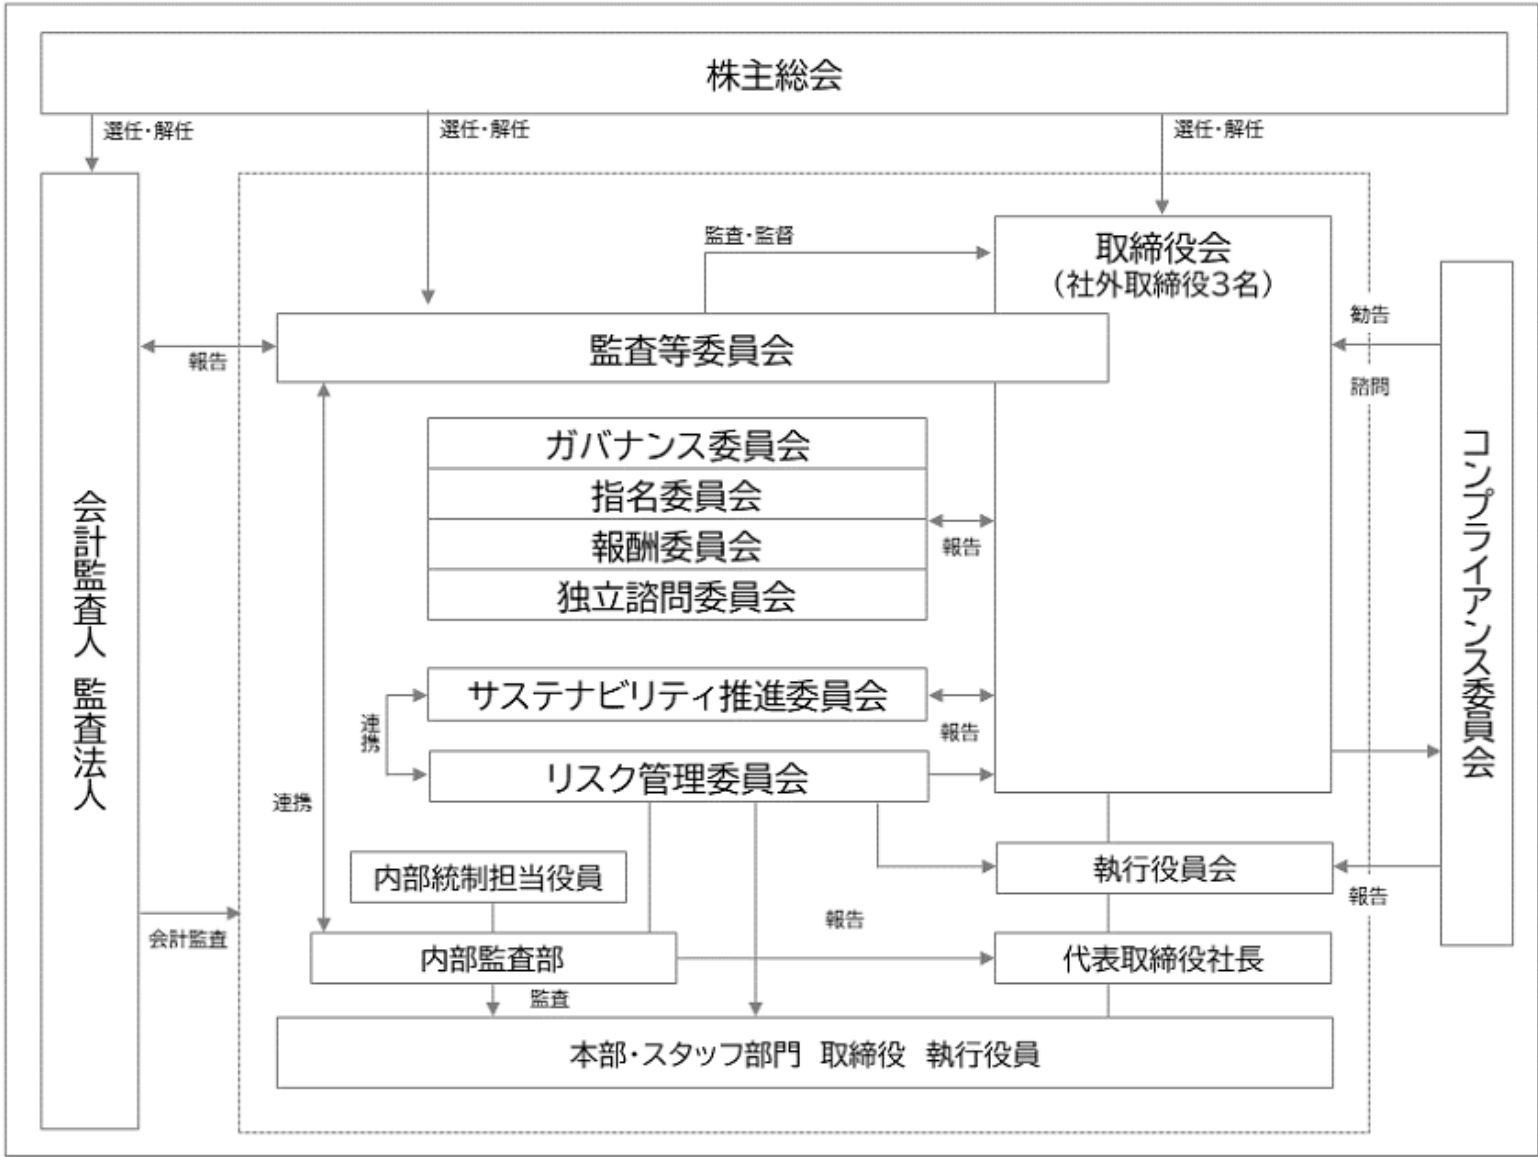 株主総会
選任・解任
選任・解任
選任・解任
監査・監督
取締役会
（社外取締役3名）
勧告
監査等委員会
報告
諮問
ガバナンス委員会
指名委員会
報酬委員会
独立諮問委員会
報告
会計監査人 監査法人
コンプライアンス委員会
サステナビリティ推進委員会
報告
連携
リスク管理委員会
連携
内部統制担当役員
執行役員会
報告
報告
会計監査
内部監査部
代表取締役社長
監査
本部・スタッフ部門 取締役 執行役員